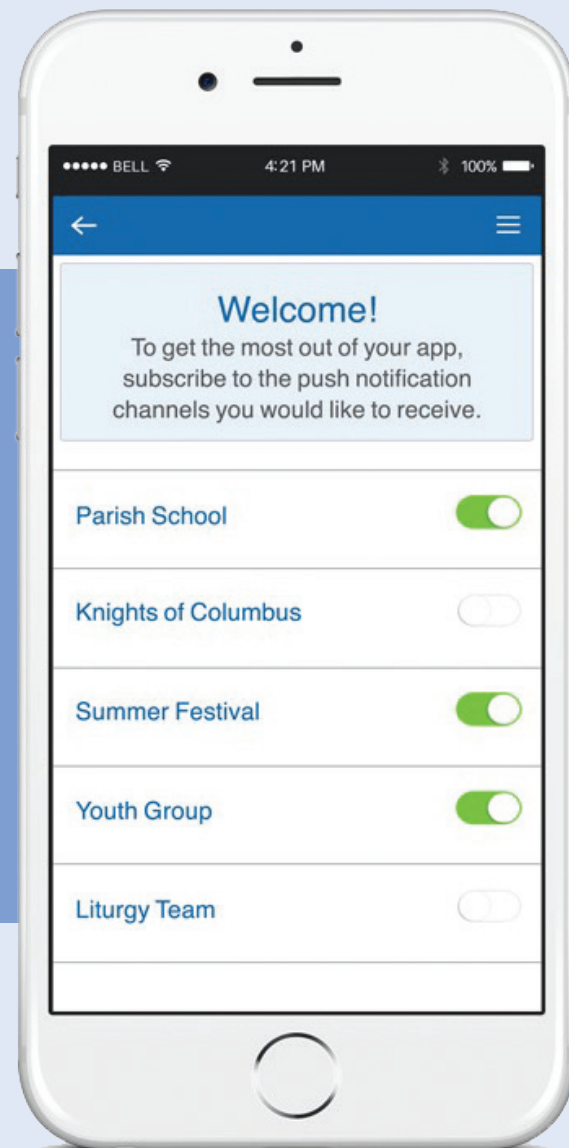 BELL 4:21 PM 100%
Welcome!
To get the most out of your app,
subscribe to the push notification
channels you would like to receive.
Parish School
Knights of Columbus
Summer Festival
Youth Group
Liturgy Team